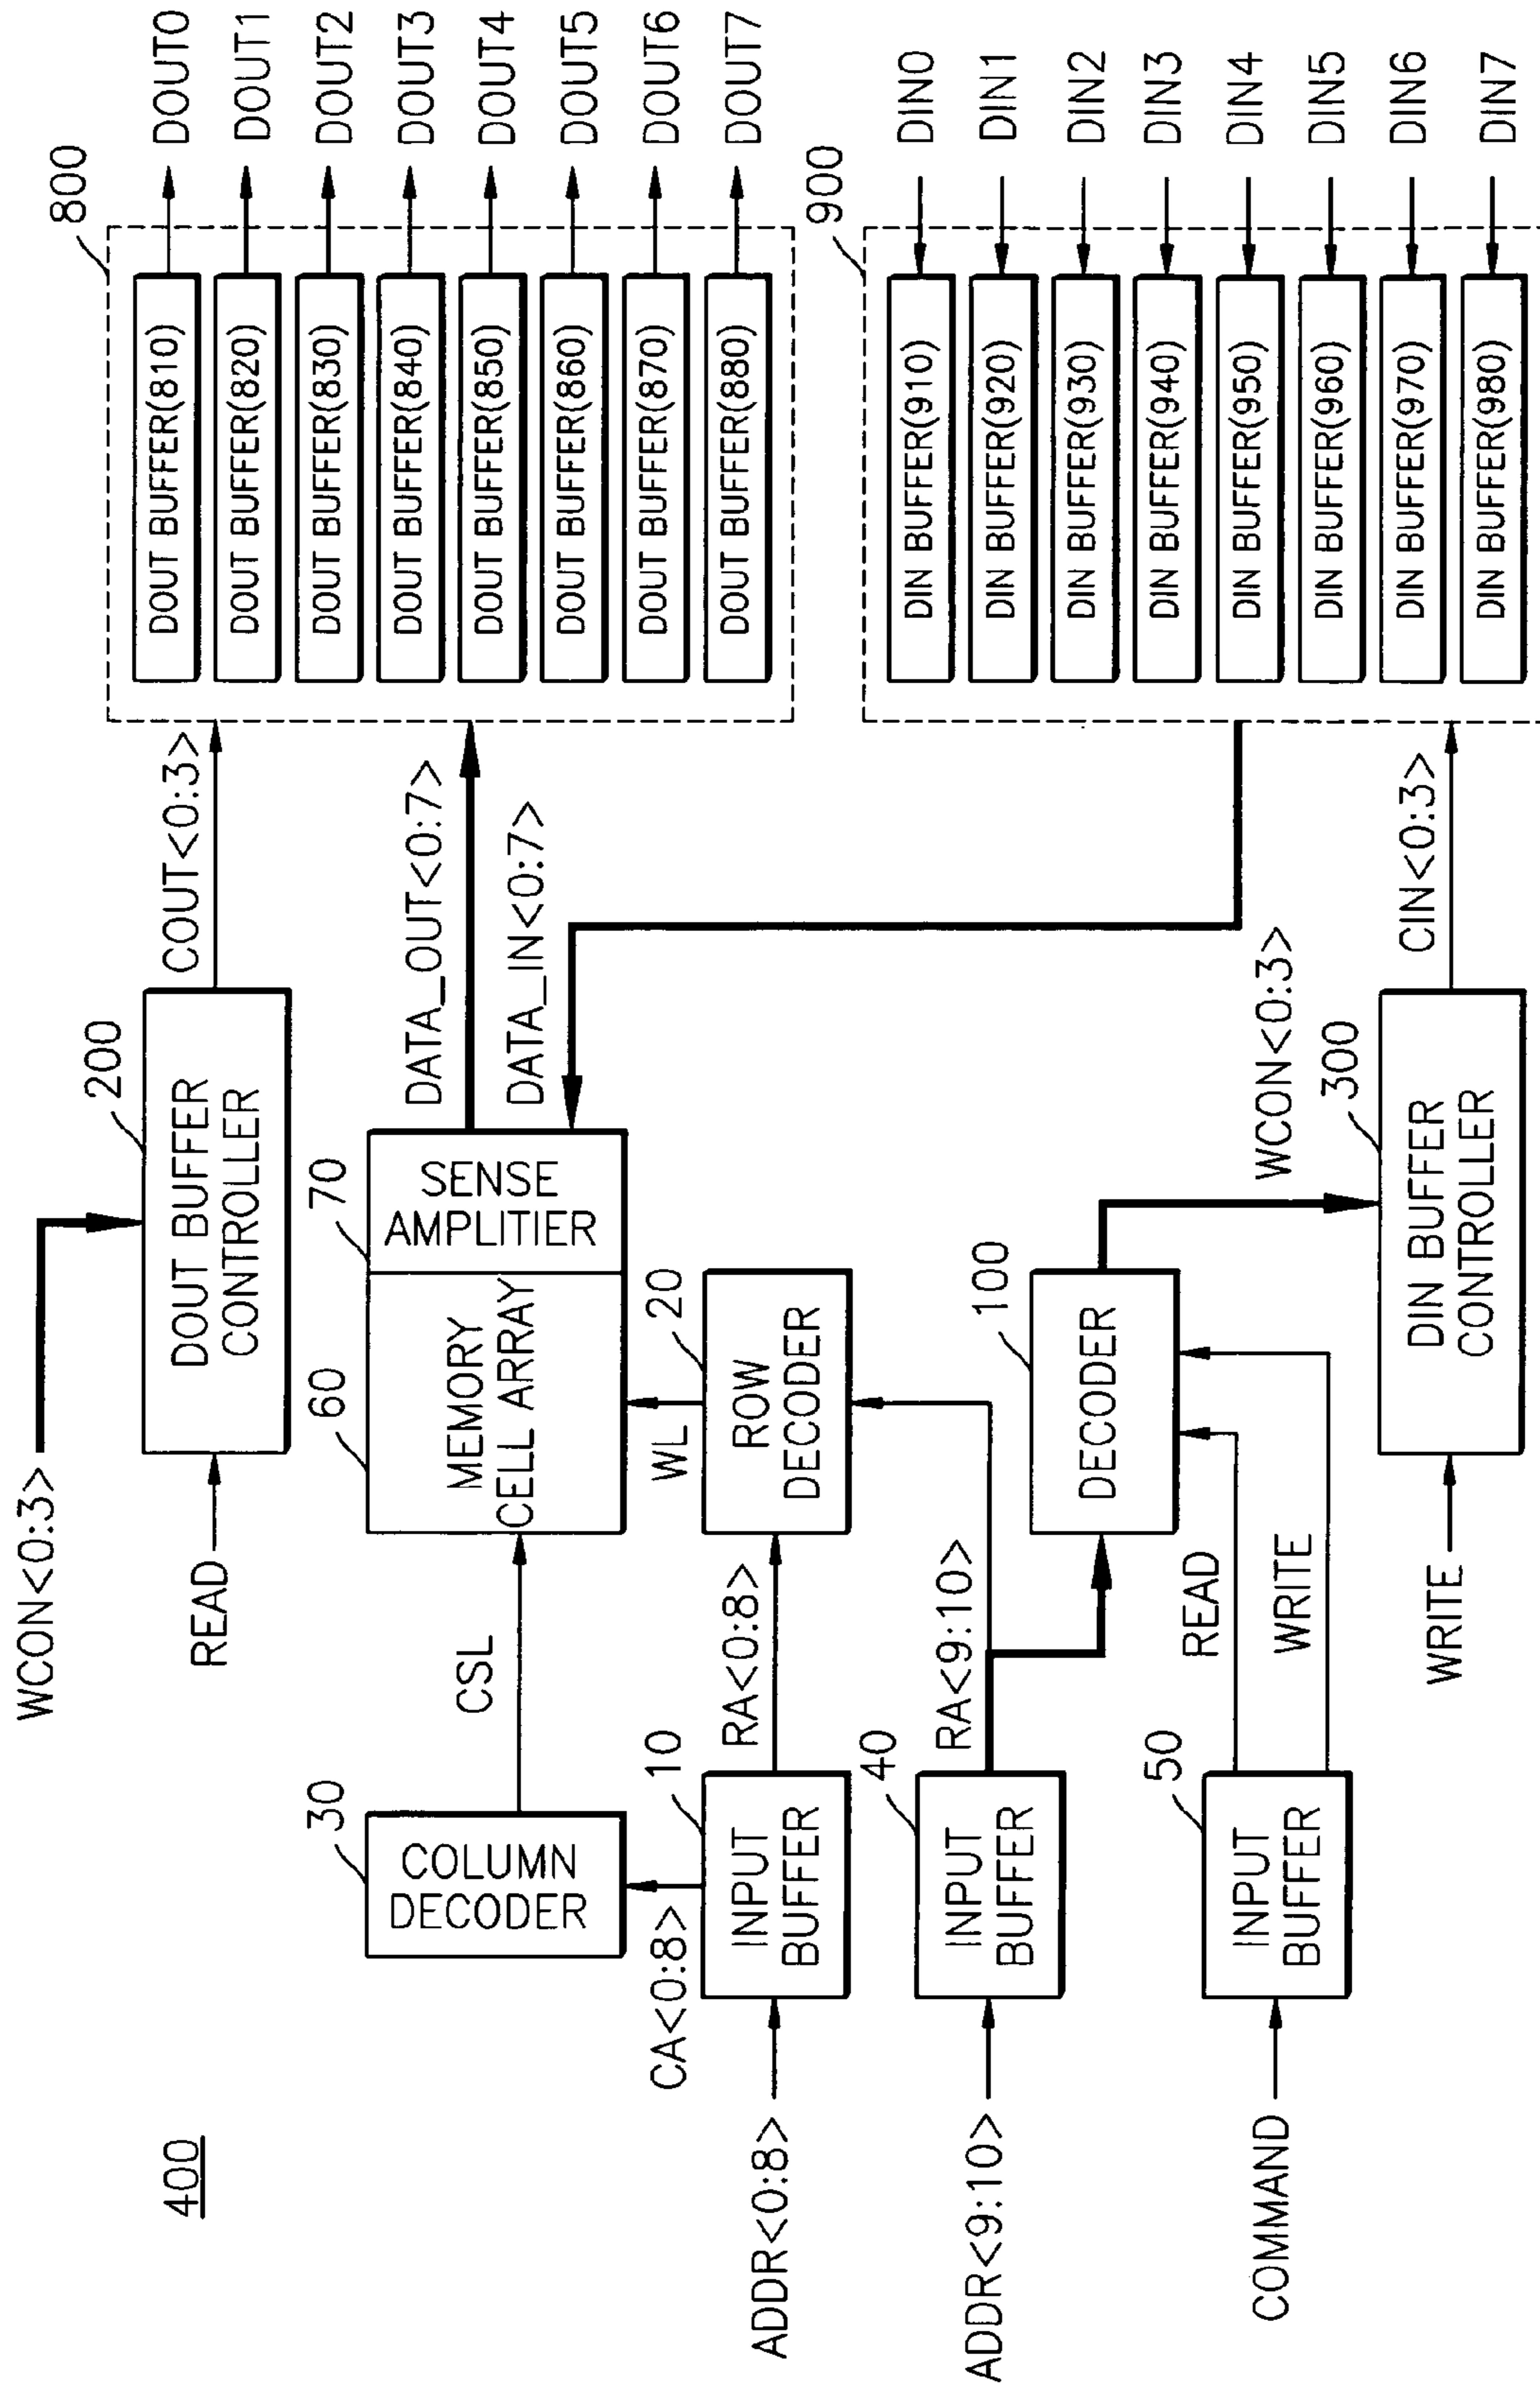 400
WCON<0:3>
READ
200
DOUT BUFFER
CONTROLLER
COUT<0:3>
800
DOUT BUFFER(810)
DOUT0
DOUT BUFFER(820)
DOUT1
DOUT BUFFER(830)
DOUT2
DOUT BUFFER(840)
DOUT3
DOUT BUFFER(850)
DOUT4
DOUT BUFFER(860)
DOUT5
DOUT BUFFER(870)
DOUT6
DOUT BUFFER(880)
DOUT7
30
COLUMN
DECODER
CSL
60
MEMORY
CELL ARRAY
70
SENSE
AMPLITIER
DATA_OUT<0:7>
DATA_IN<0:7>
CA<0:8>
WL
ADDR<0:8>
10
INPUT
BUFFER
RA<0:8>
20
ROW
DECODER
ADDR<9:10>
40
INPUT
BUFFER
RA<9:10>
100
DECODER
WCON<0:3>
COMMAND
50
INPUT
BUFFER
READ
WRITE
WRITE
300
DIN BUFFER
CONTROLLER
CIN<0:3>
900
DIN BUFFER(910)
DIN0
DIN BUFFER(920)
DIN1
DIN BUFFER(930)
DIN2
DIN BUFFER(940)
DIN3
DIN BUFFER(950)
DIN4
DIN BUFFER(960)
DIN5
DIN BUFFER(970)
DIN6
DIN BUFFER(980)
DIN7